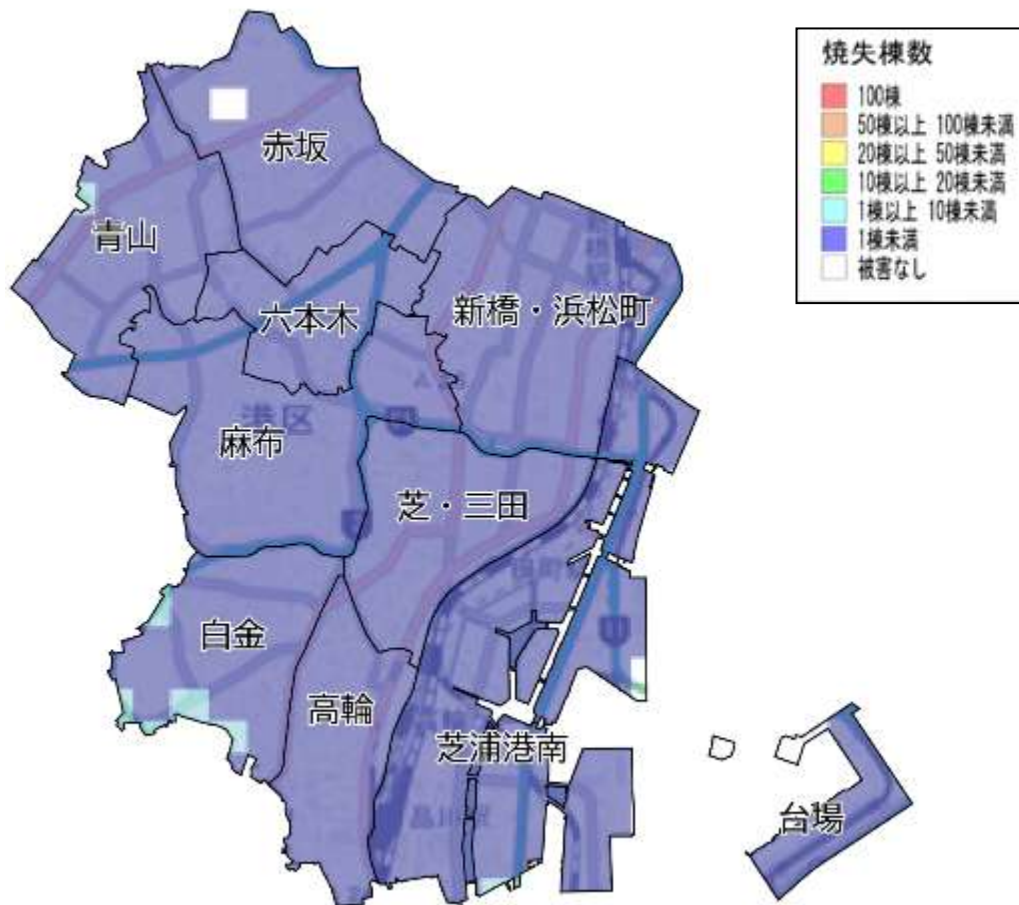 焼失棟数
100棟
50棟以上 100棟未満
20棟以上 50棟未満
10棟以上 20棟未満
1棟以上 10棟未満
1棟未満
被害なし
赤坂
青山
六本木
新橋・浜松町
港区
麻布
芝・三田
白金
高輪
芝浦港南
台場